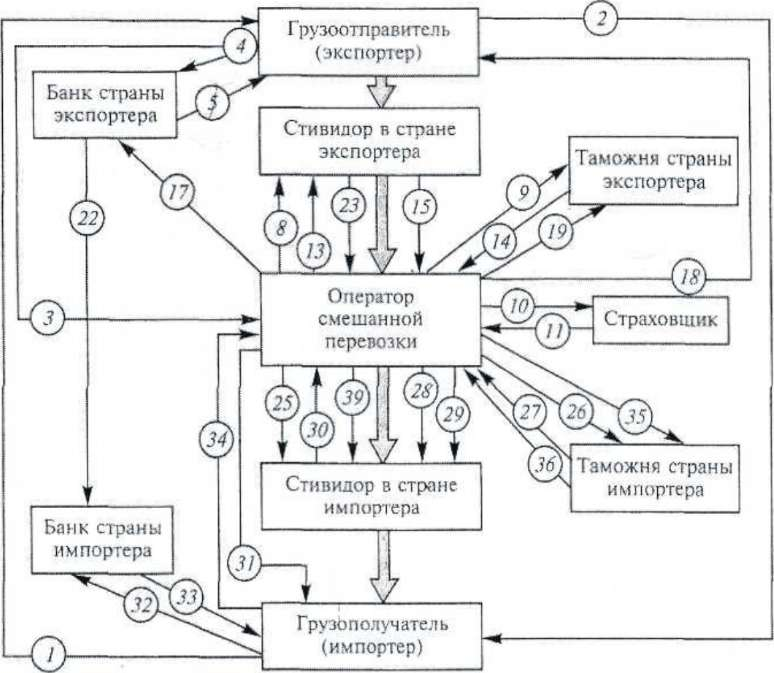 Грузоотправитель
(экспортер)
2
4
Банк страны
экспортера
5
Стивидор в стране
экспортера
Таможня страны
экспортера
22
17
8
13
23
15
9
14
19
18
Оператор
смешанной
перевозки
10
11
Страховщик
3
25
30
39
28
29
27
26
35
36
34
Стивидор в стране
импортера
Таможня страны
импортера
Банк страны
импортера
31
32
33
Грузополучатель
(импортер)
1